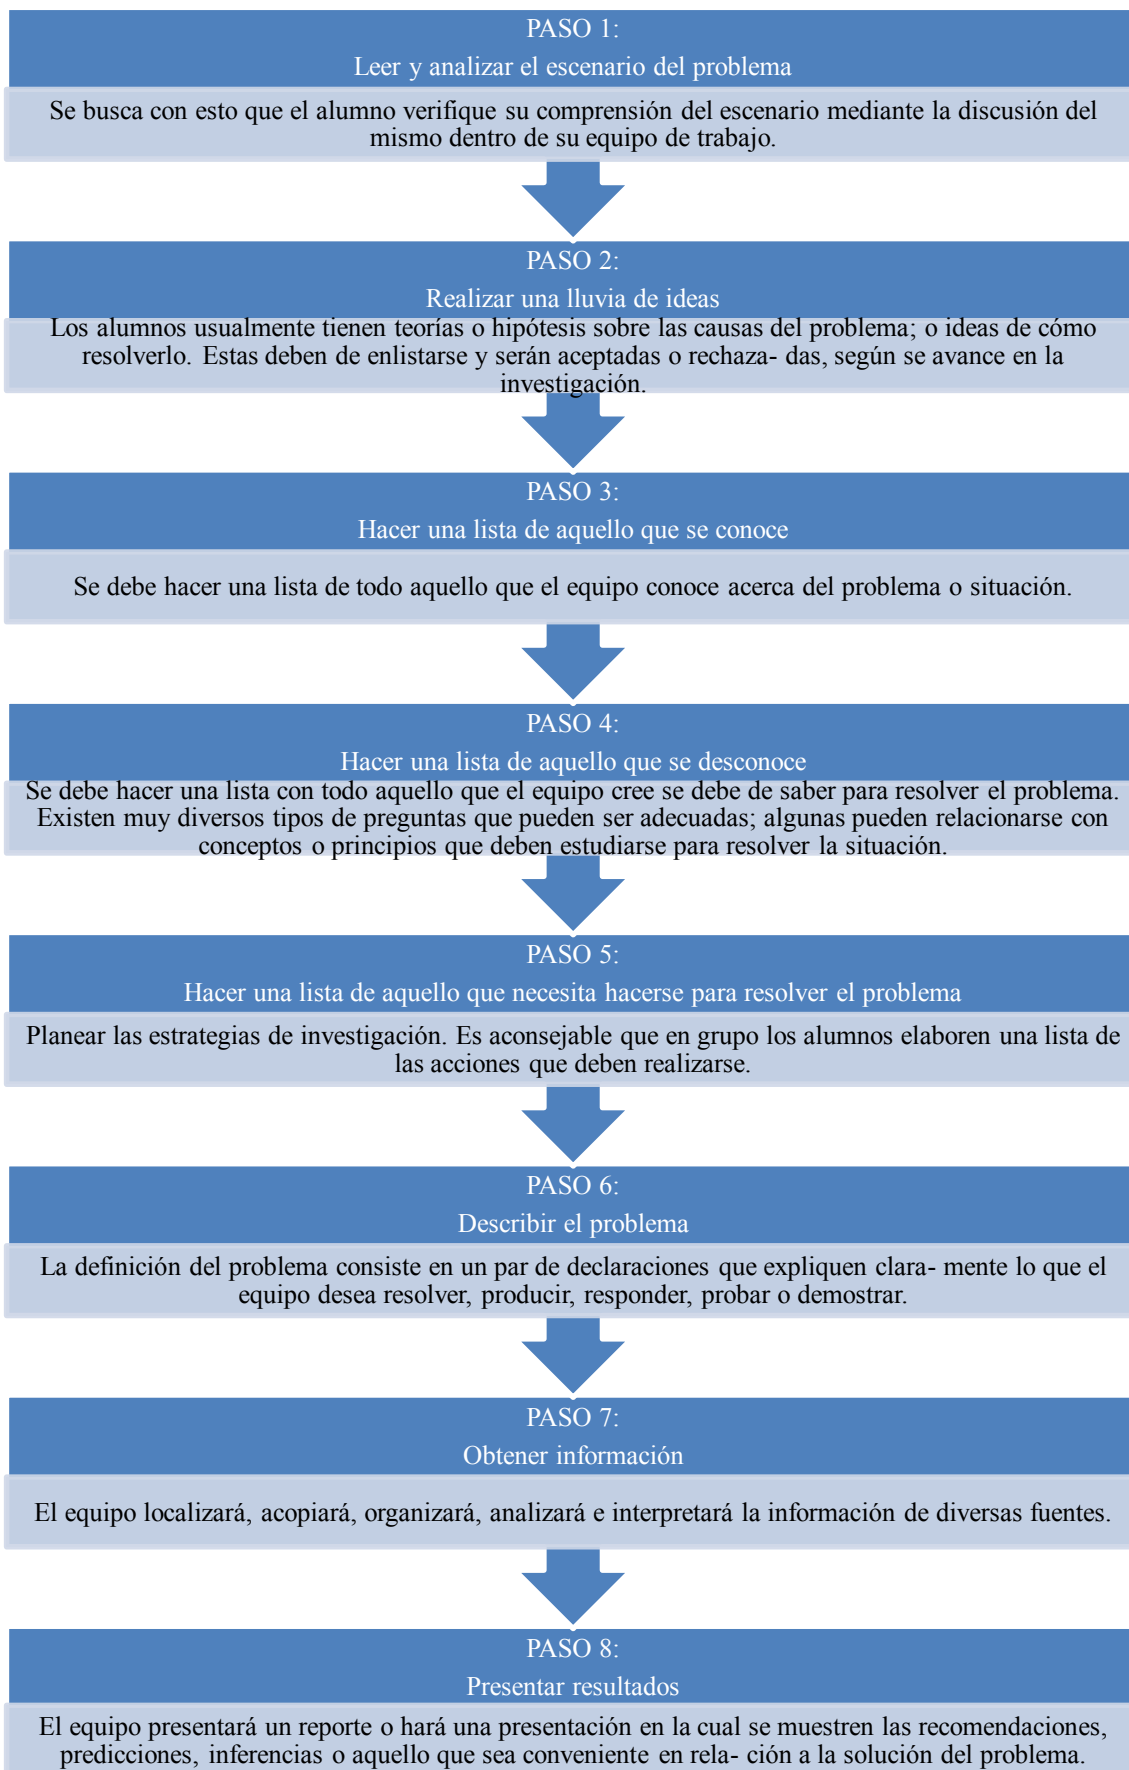 PASO 1:
Leer y analizar el escenario del problema
Se busca con esto que el alumno verifique su comprensión del escenario mediante la discusión del
mismo dentro de su equipo de trabajo.
PASO 2:
Realizar una lluvia de ideas
Los alumnos usualmente tienen teorías o hipótesis sobre las causas del problema; o ideas de cómo
resolverlo. Estas deben de enlistarse y serán aceptadas o rechaza- das, según se avance en la
investigación.
PASO 3:
Hacer una lista de aquello que se conoce
Se debe hacer una lista de todo aquello que el equipo conoce acerca del problema o situación.
PASO 4:
Hacer una lista de aquello que se desconoce
Se debe hacer una lista con todo aquello que el equipo cree se debe de saber para resolver el problema.
Existen muy diversos tipos de preguntas que pueden ser adecuadas; algunas pueden relacionarse con
conceptos o principios que deben estudiarse para resolver la situación.
PASO 5:
Hacer una lista de aquello que necesita hacerse para resolver el problema
Planear las estrategias de investigación. Es aconsejable que en grupo los alumnos elaboren una lista de
las acciones que deben realizarse.
PASO 6:
Describir el problema
La definición del problema consiste en un par de declaraciones que expliquen clara- mente lo que el
equipo desea resolver, producir, responder, probar o demostrar.
PASO 7:
Obtener información
El equipo localizará, acopiará, organizará, analizará e interpretará la información de diversas fuentes.
PASO 8:
Presentar resultados
El equipo presentará un reporte o hará una presentación en la cual se muestren las recomendaciones,
predicciones, inferencias o aquello que sea conveniente en rela- ción a la solución del problema.